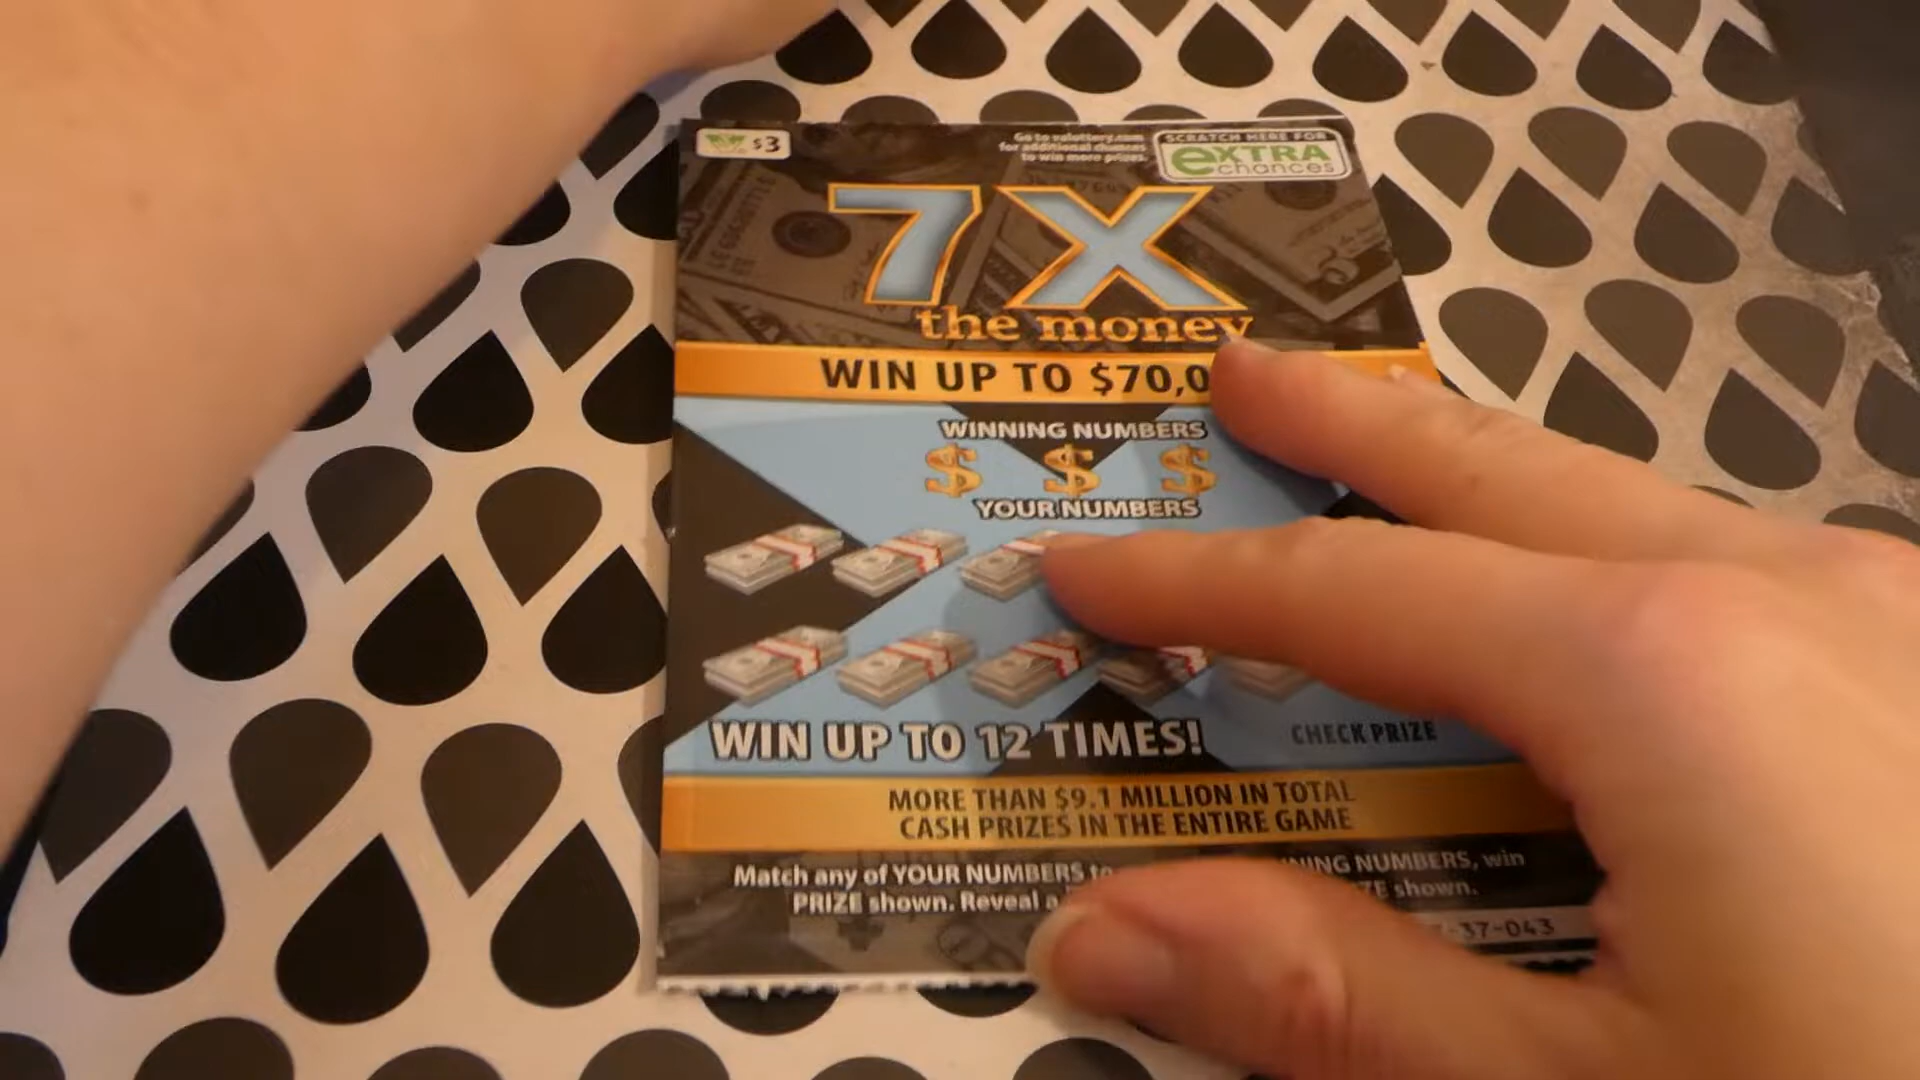 $3
Go to valottery.com
for additional chances
to win more prizes.
SCRATCH HERE FOR
eXTRA
chances
7X
the money
WIN UP TO $70,0
WINNING NUMBERS
$ $ $
YOUR NUMBERS
WIN UP TO 12 TIMES!
CHECK PRIZE
MORE THAN $9.1 MILLION IN TOTAL
CASH PRIZES IN THE ENTIRE GAME
Match any of YOUR NUMBERS to NING NUMBERS, win
PRIZE shown. Reveal a ZE shown.
-37-043